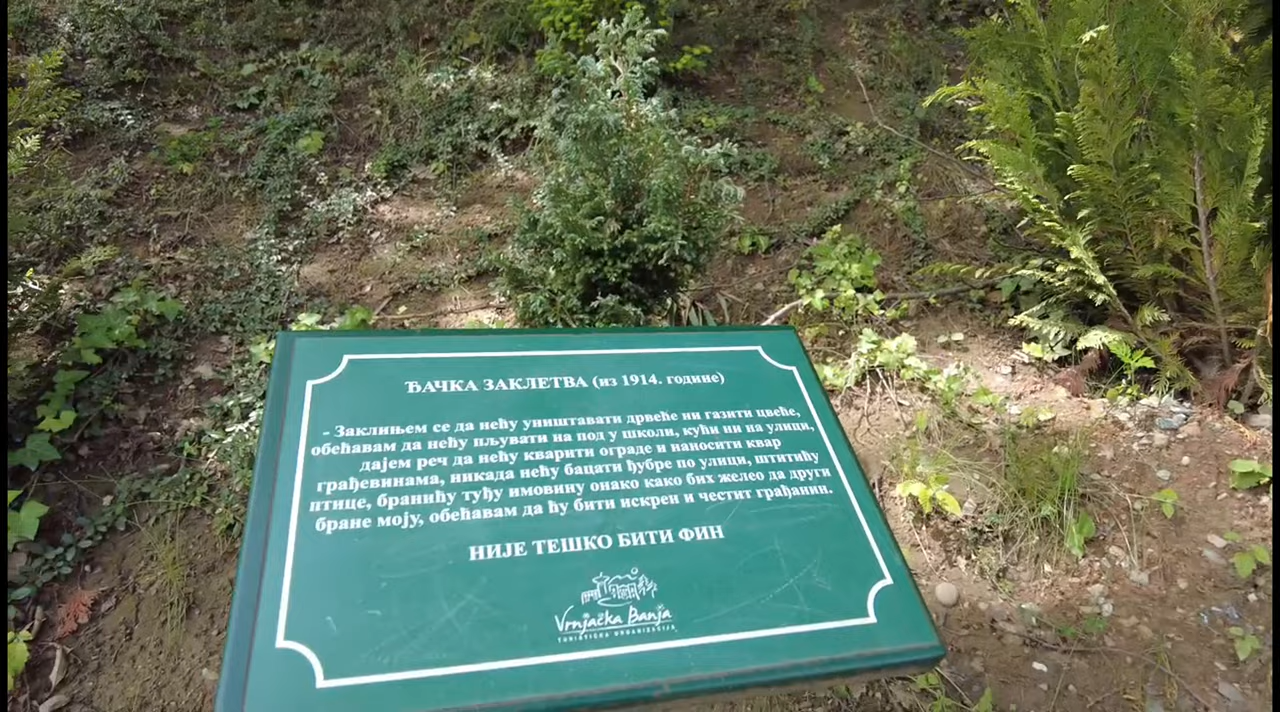 ЂАЧКА ЗАКЛЕТВА (из 1914. године)
- Заклињем се да нећу уништавати дрвеће ни газити цвеће,
обећавам да нећу пљувати на под у школи, кући ни на улици,
дајем реч да нећу кварити ограде и наносити квар
грађевинама, никада нећу бацати ђубре по улици, штитићу
птице, бранићу туђу имовину онако како бих желео да други
бране моју, обећавам да ћу бити искрен и честит грађанин.
НИЈЕ ТЕШКО БИТИ ФИН
Vrnjačka Banja
TURISTIČKA ORGANIZACIJA